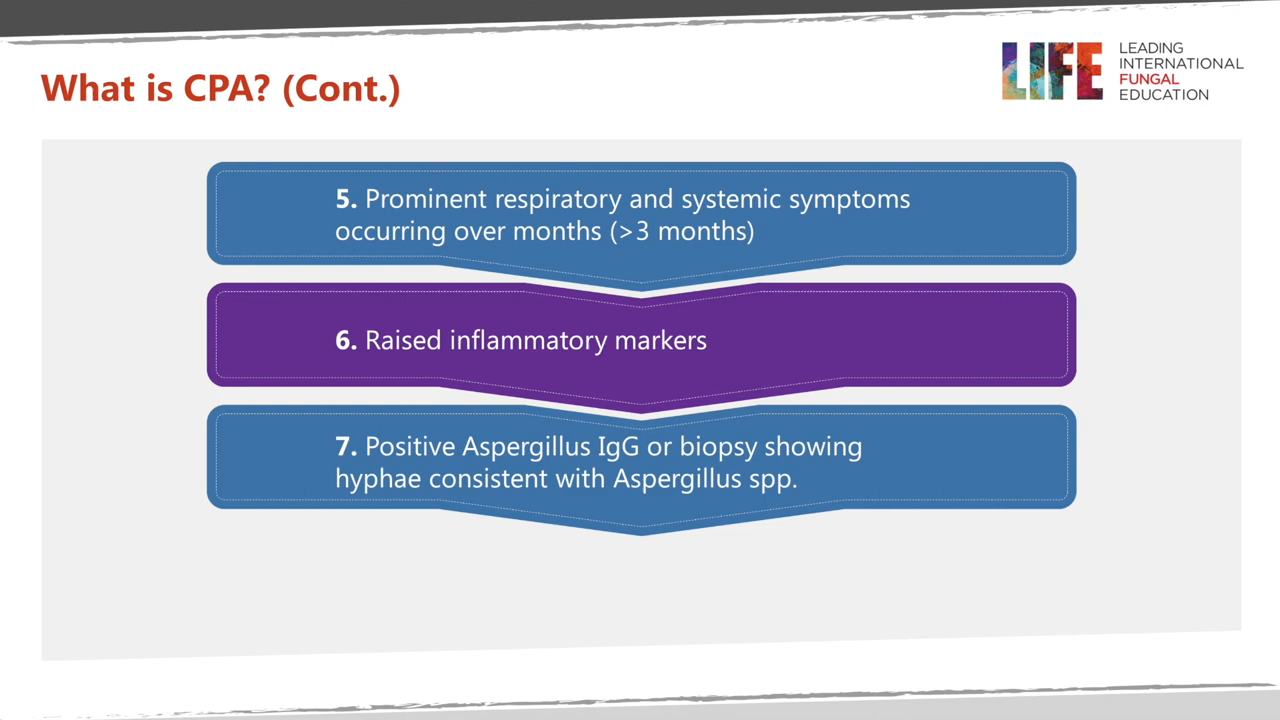 What is CPA? (Cont.)
LIFE
LEADING
INTERNATIONAL
FUNGAL
EDUCATION
5. Prominent respiratory and systemic symptoms
occurring over months (>3 months)
6. Raised inflammatory markers
7. Positive Aspergillus IgG or biopsy showing
hyphae consistent with Aspergillus spp.